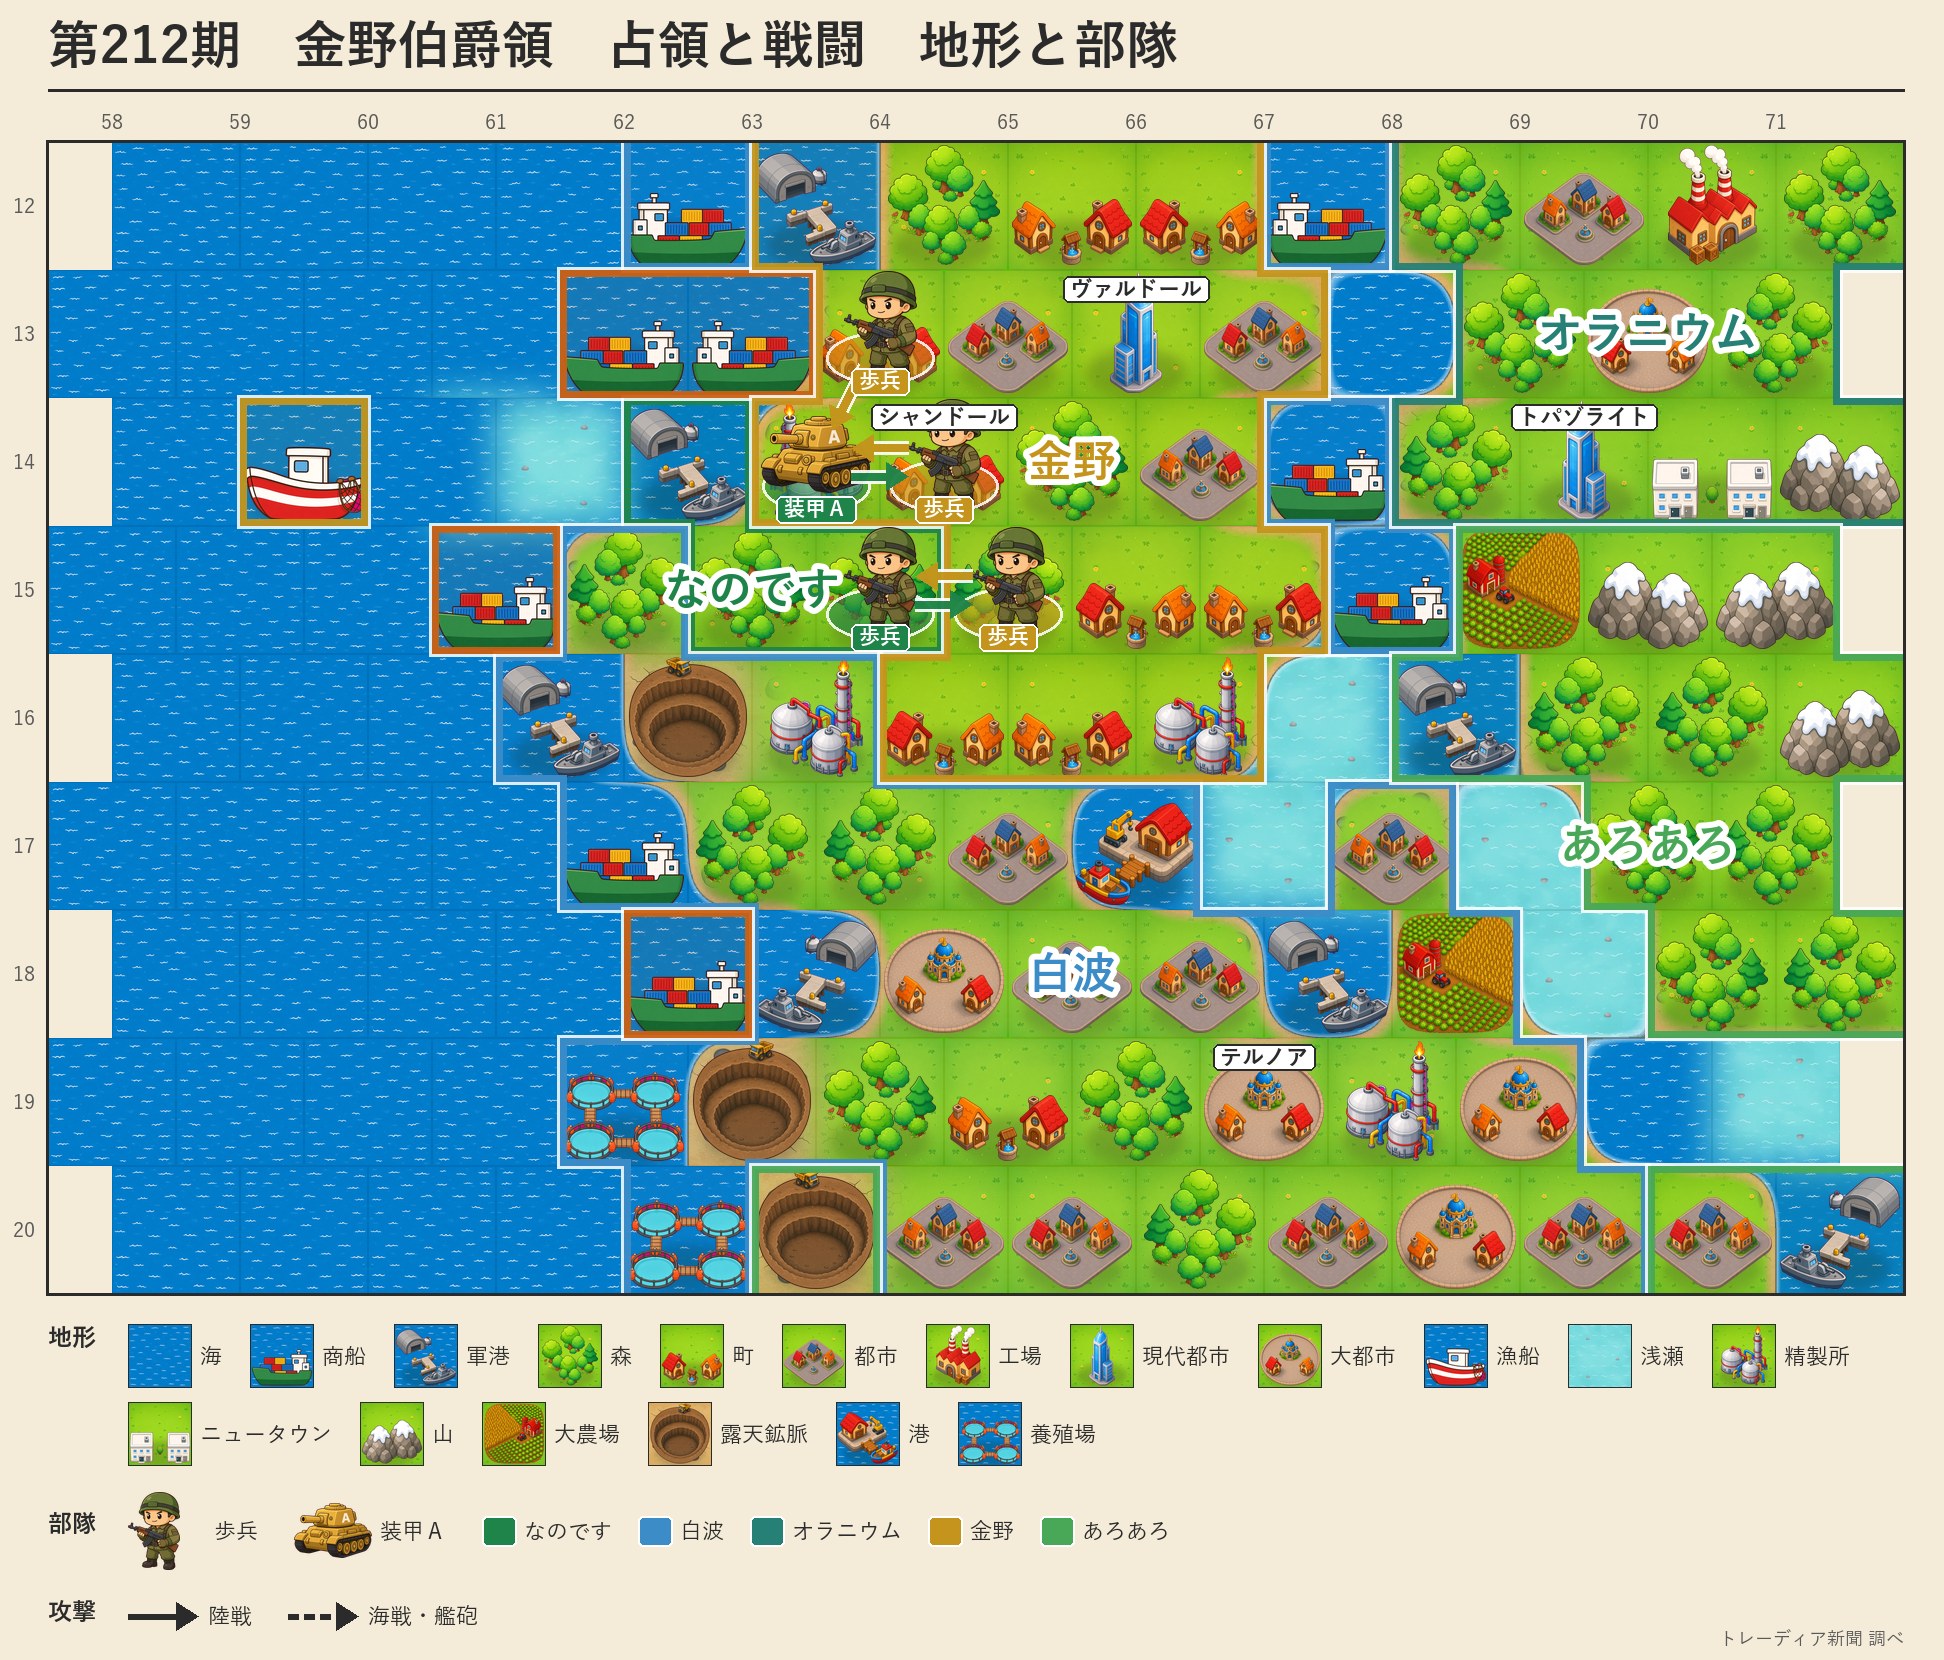 第212期　金野伯爵領　占領と戦闘　地形と部隊
58 59 60 61 62 63 64 65 66 67 68 69 70 71
12
13
ヴァルドール
オラニウム
歩兵
14
シャンドール
トパゾライト
A
金野
装甲A
歩兵
15
なのです
歩兵
歩兵
16
17
あろあろ
18
白波
19
テルノア
20
地形
海 商船 軍港 森 町 都市 工場 現代都市 大都市 漁船 浅瀬 精製所
ニュータウン 山 大農場 露天鉱脈 港 養殖場
部隊
A
歩兵 装甲A なのです 白波 オラニウム 金野 あろあろ
攻撃
陸戦 海戦・艦砲
トレーディア新聞 調べ